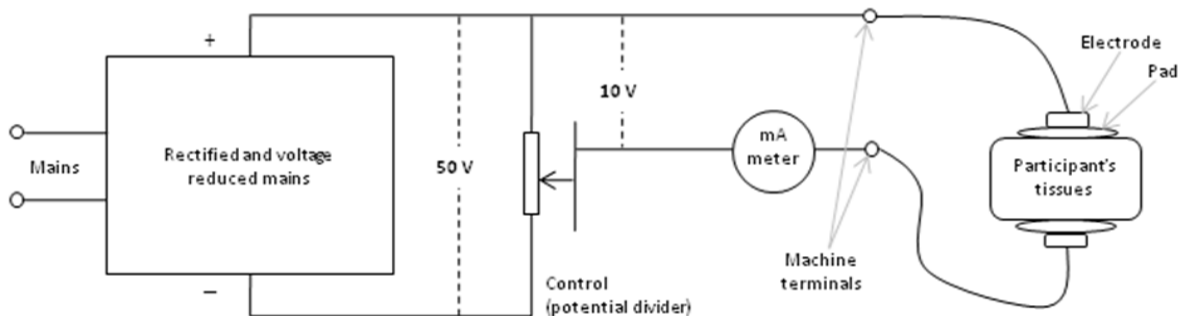 +
Mains
Rectified and voltage
reduced mains
−
50 V
10 V
Control
(potential divider)
mA
meter
Machine
terminals
Electrode
Pad
Participant's
tissues